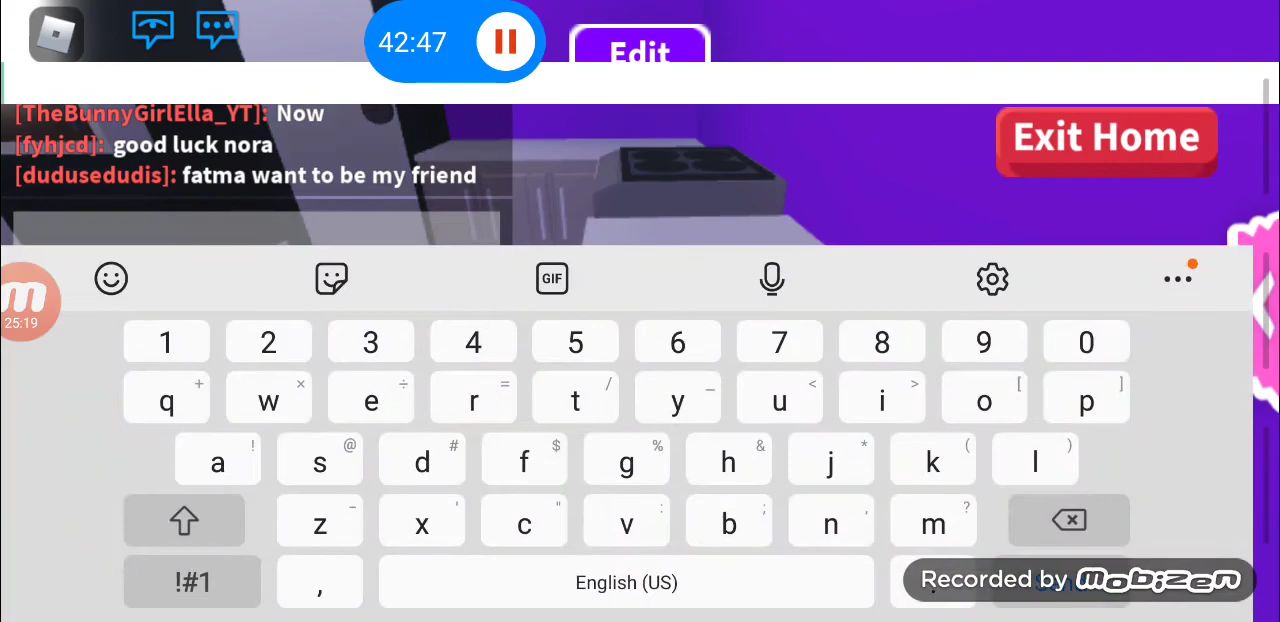 42:47
Edit
[TheBunnyGirlElla_YT]: Now
[fyhjcd]: good luck nora
[dudusedudis]: fatma want to be my friend
Exit Home
GIF
25:19
1 2 3 4 5 6 7 8 9 0
+ × ÷ = / _ < > [ ]
q w e r t y u i o p
! @ # $ % & * ( )
a s d f g h j k l
- ' " : ; , ?
z x c v b n m
!#1 , English (US)
Recorded by mobizen